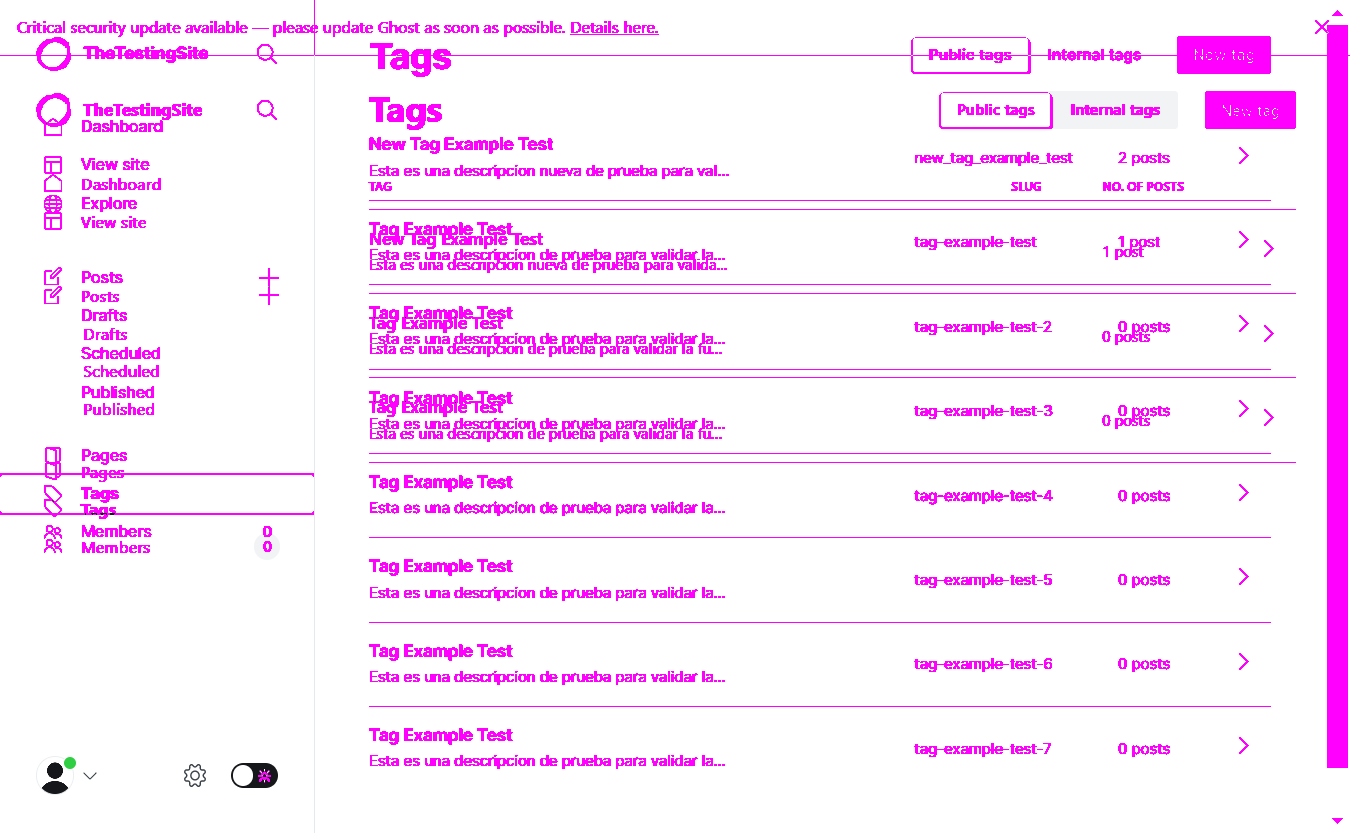 Critical security update available — please update Ghost as soon as possible. Details here.
TheTestingSite
Tags
Public tags
Internal tags
New tag
TheTestingSite
Tags
Public tags
Internal tags
New tag
Dashboard
View site
Dashboard
Explore
View site
Posts
Posts
Drafts
Drafts
Scheduled
Scheduled
Published
Published
Pages
Pages
Tags
Tags
Members 0
Members 0
New Tag Example Test
Esta es una descripcion nueva de prueba para val...
new_tag_example_test
2 posts
TAG
SLUG
NO. OF POSTS
Tag Example Test
New Tag Example Test
Esta es una descripcion de prueba para validar la...
Esta es una descripcion nueva de prueba para valida...
tag-example-test
1 post
1 post
Tag Example Test
Tag Example Test
Esta es una descripcion de prueba para validar la...
Esta es una descripcion de prueba para validar la fu...
tag-example-test-2
0 posts
0 posts
Tag Example Test
Tag Example Test
Esta es una descripcion de prueba para validar la...
Esta es una descripcion de prueba para validar la fu...
tag-example-test-3
0 posts
0 posts
Tag Example Test
Esta es una descripcion de prueba para validar la...
tag-example-test-4
0 posts
Tag Example Test
Esta es una descripcion de prueba para validar la...
tag-example-test-5
0 posts
Tag Example Test
Esta es una descripcion de prueba para validar la...
tag-example-test-6
0 posts
Tag Example Test
Esta es una descripcion de prueba para validar la...
tag-example-test-7
0 posts